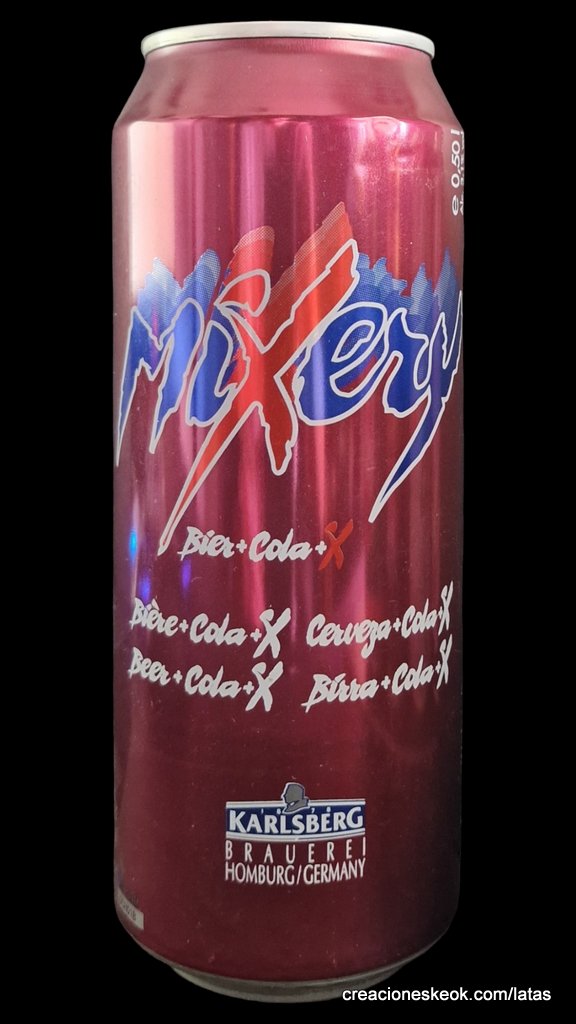 e 0,50 l
MiXery
Bier+Cola+X
Bière+Cola+X Cerveza+Cola+X
Beer+Cola+X Birra+Cola+X
KARLSBERG
BRAUEREI
HOMBURG/GERMANY
creacioneskeok.com/latas